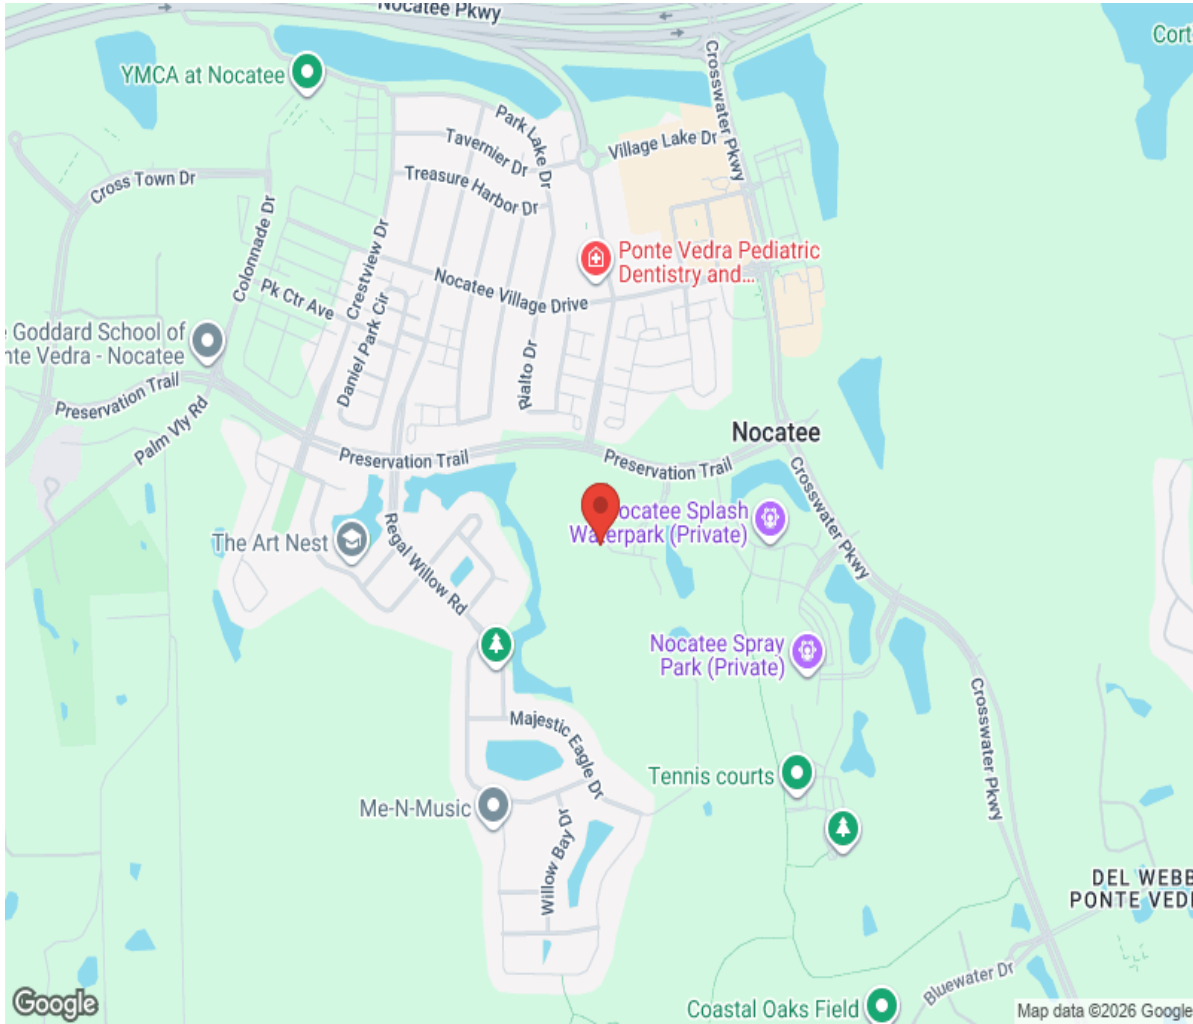 Nocatee Pkwy
Cort
YMCA at Nocatee
Crosswater Pkwy
Park Lake Dr
Tavernier Dr
Village Lake Dr
Treasure Harbor Dr
Cross Town Dr
Colonnade Dr
Crestview Dr
Ponte Vedra Pediatric
Dentistry and...
Nocatee Village Drive
Pk Ctr Ave
Daniel Park Cir
Rialto Dr
e Goddard School of
nte Vedra - Nocatee
Preservation Trail
Palm Vly Rd
Nocatee
Preservation Trail
Preservation Trail
Crosswater Pkwy
ocatee Splash
Waterpark (Private)
The Art Nest
Regal Willow Rd
Nocatee Spray
Park (Private)
Crosswater Pkwy
Majestic Eagle Dr
Tennis courts
Me-N-Music
Willow Bay Dr
DEL WEBB
PONTE VEDR
Bluewater Dr
Coastal Oaks Field
Google
Map data ©2026 Google